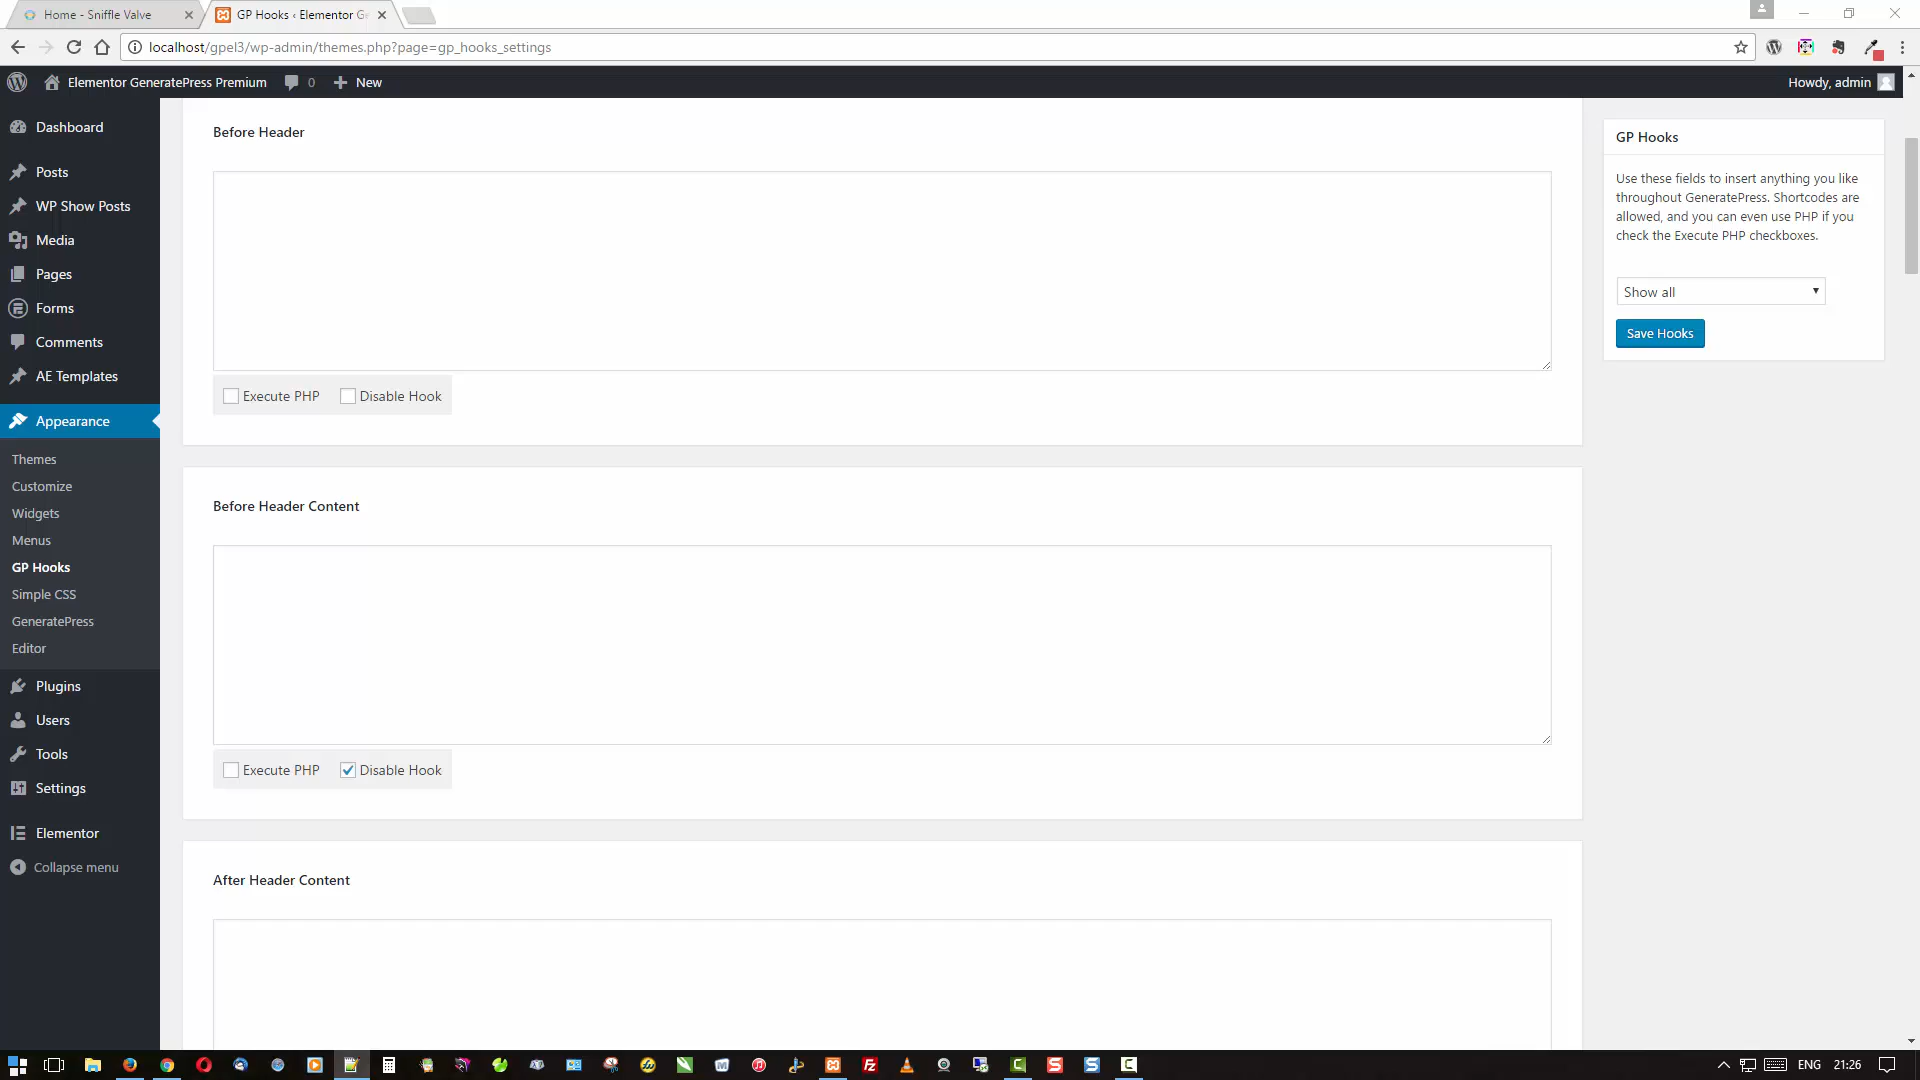 Home - Sniffle Valve
GP Hooks ‹ Elementor Ge
localhost/gpel3/wp-admin/themes.php?page=gp_hooks_settings
Elementor GeneratePress Premium
0
New
Howdy, admin
Dashboard
Posts
WP Show Posts
Media
Pages
Forms
Comments
AE Templates
Appearance
Themes
Customize
Widgets
Menus
GP Hooks
Simple CSS
GeneratePress
Editor
Plugins
Users
Tools
Settings
Elementor
Collapse menu
Before Header
Execute PHP
Disable Hook
Before Header Content
Execute PHP
Disable Hook
After Header Content
GP Hooks
Use these fields to insert anything you like
throughout GeneratePress. Shortcodes are
allowed, and you can even use PHP if you
check the Execute PHP checkboxes.
Show all
Save Hooks
ENG
21:26